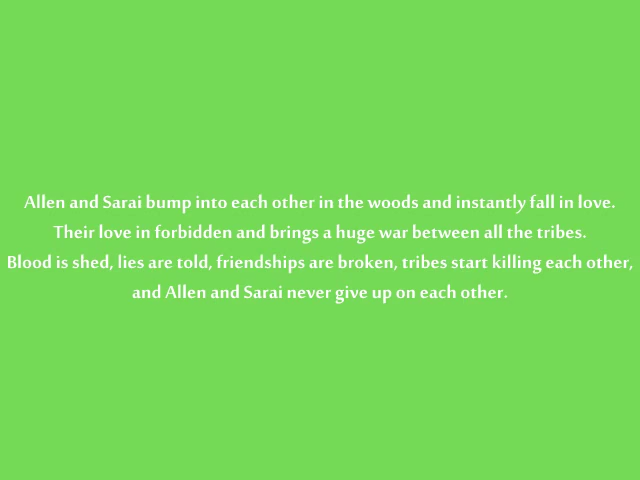 Allen and Sarai bump into each other in the woods and instantly fall in love.
Their love in forbidden and brings a huge war between all the tribes.
Blood is shed, lies are told, friendships are broken, tribes start killing each other,
and Allen and Sarai never give up on each other.